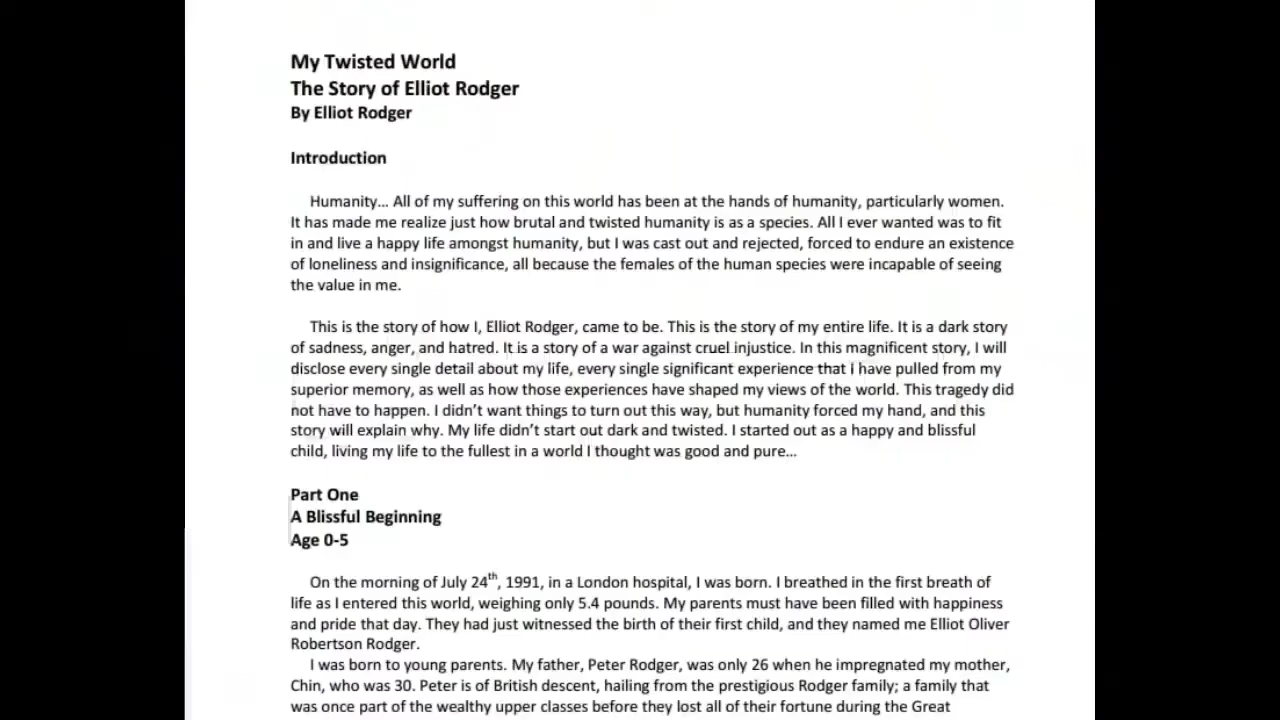 My Twisted World
The Story of Elliot Rodger
By Elliot Rodger
Introduction
Humanity... All of my suffering on this world has been at the hands of humanity, particularly women.
It has made me realize just how brutal and twisted humanity is as a species. All I ever wanted was to fit
in and live a happy life amongst humanity, but I was cast out and rejected, forced to endure an existence
of loneliness and insignificance, all because the females of the human species were incapable of seeing
the value in me.
This is the story of how I, Elliot Rodger, came to be. This is the story of my entire life. It is a dark story
of sadness, anger, and hatred. It is a story of a war against cruel injustice. In this magnificent story, I will
disclose every single detail about my life, every single significant experience that I have pulled from my
superior memory, as well as how those experiences have shaped my views of the world. This tragedy did
not have to happen. I didn't want things to turn out this way, but humanity forced my hand, and this
story will explain why. My life didn't start out dark and twisted. I started out as a happy and blissful
child, living my life to the fullest in a world I thought was good and pure...
Part One
A Blissful Beginning
Age 0-5
On the morning of July 24th, 1991, in a London hospital, I was born. I breathed in the first breath of
life as I entered this world, weighing only 5.4 pounds. My parents must have been filled with happiness
and pride that day. They had just witnessed the birth of their first child, and they named me Elliot Oliver
Robertson Rodger.
I was born to young parents. My father, Peter Rodger, was only 26 when he impregnated my mother,
Chin, who was 30. Peter is of British descent, hailing from the prestigious Rodger family; a family that
was once part of the wealthy upper classes before they lost all of their fortune during the Great